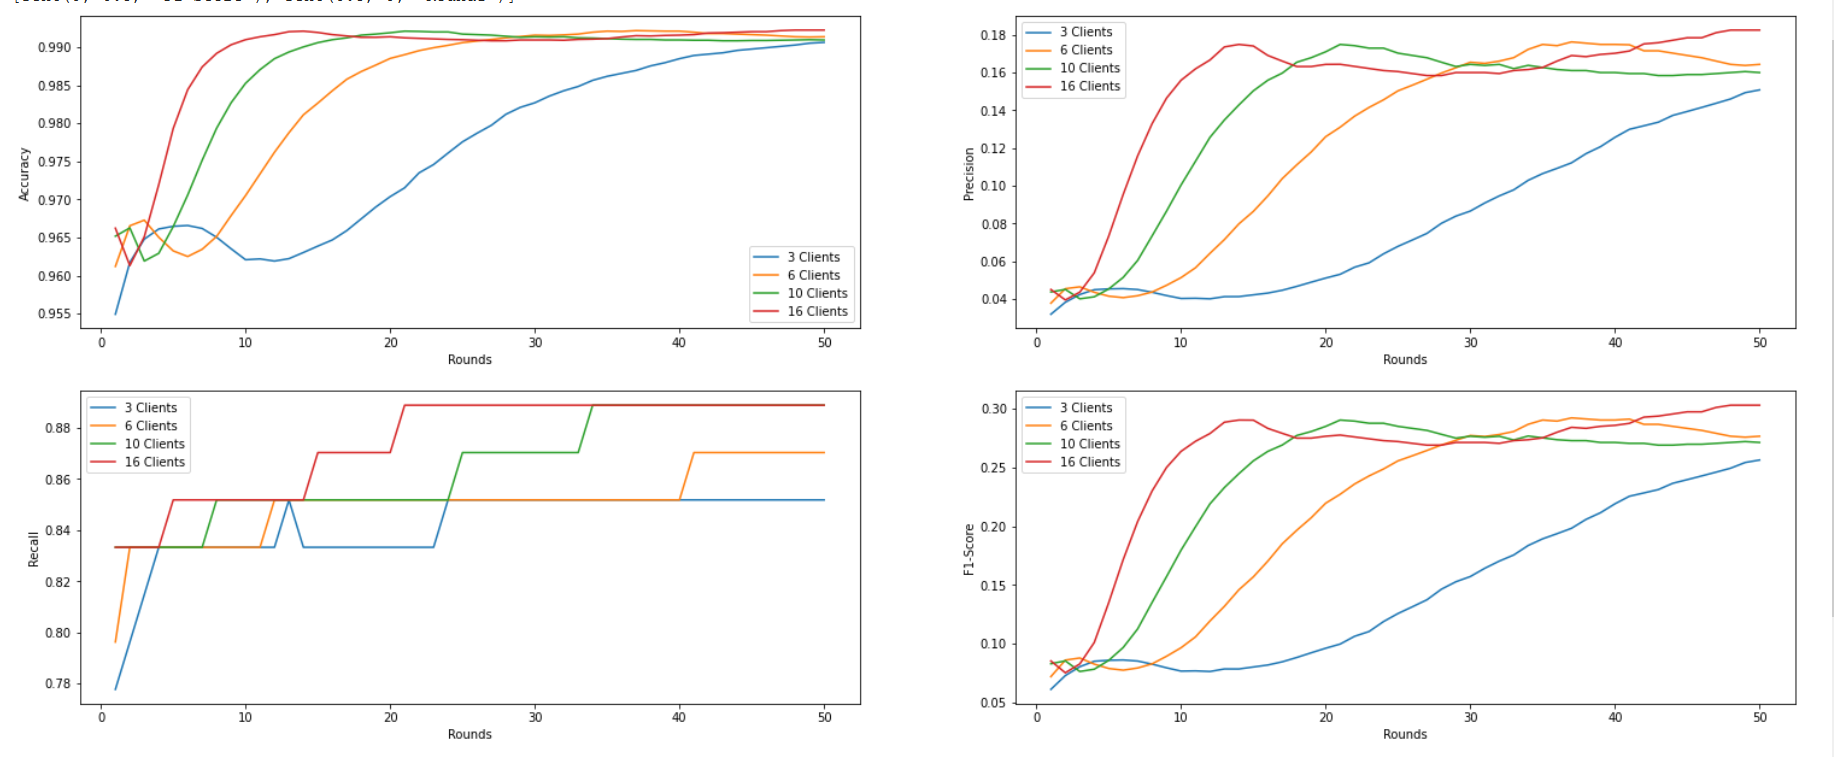 0.990
0.985
0.980
0.975
0.970
0.965
0.960
0.955
Accuracy
3 Clients
6 Clients
10 Clients
16 Clients
0 10 20 30 40 50
Rounds
0.18
0.16
0.14
0.12
0.10
0.08
0.06
0.04
Precision
3 Clients
6 Clients
10 Clients
16 Clients
0 10 20 30 40 50
Rounds
0.88
0.86
0.84
0.82
0.80
0.78
Recall
3 Clients
6 Clients
10 Clients
16 Clients
0 10 20 30 40 50
Rounds
0.30
0.25
0.20
0.15
0.10
0.05
F1-Score
3 Clients
6 Clients
10 Clients
16 Clients
0 10 20 30 40 50
Rounds